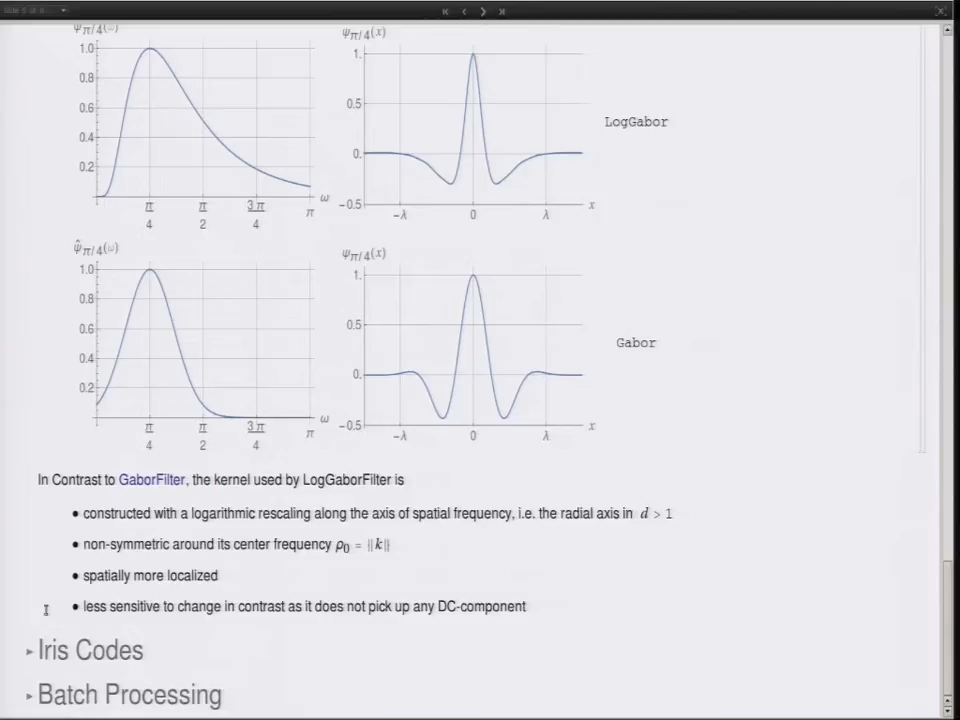 Slide 5 of 8
ψ̂π/4(ω)
1.0
0.8
0.6
0.4
0.2
π/4
π/2
3π/4
π
ω
ψπ/4(x)
1.
0.5
0.
-0.5
-λ
0
λ
x
LogGabor
ψ̂π/4(ω)
1.0
0.8
0.6
0.4
0.2
π/4
π/2
3π/4
π
ω
ψπ/4(x)
1.
0.5
0.
-0.5
-λ
0
λ
x
Gabor
In Contrast to GaborFilter, the kernel used by LogGaborFilter is
• constructed with a logarithmic rescaling along the axis of spatial frequency, i.e. the radial axis in d > 1
• non-symmetric around its center frequency ρ0 = ||k||
• spatially more localized
• less sensitive to change in contrast as it does not pick up any DC-component
Iris Codes
Batch Processing